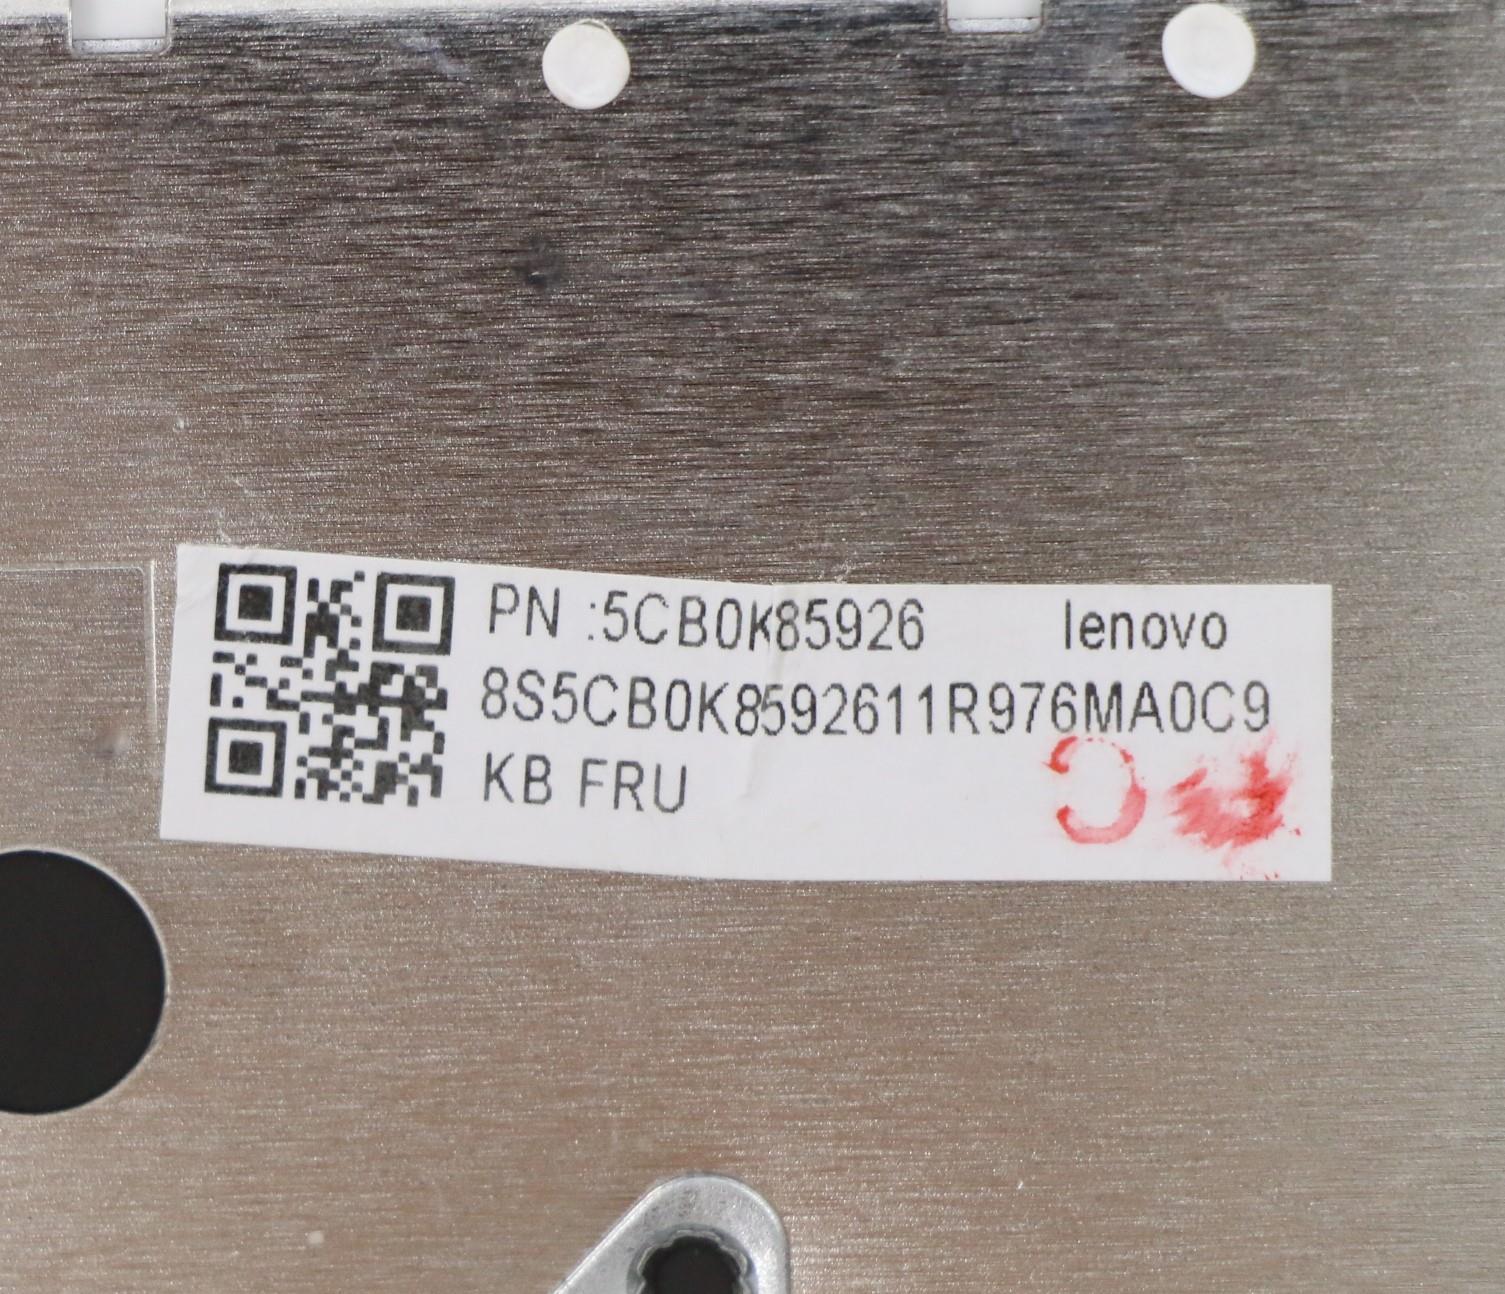 PN :5CB0K85926 lenovo
8S5CB0K8592611R976MA0C9
KB FRU